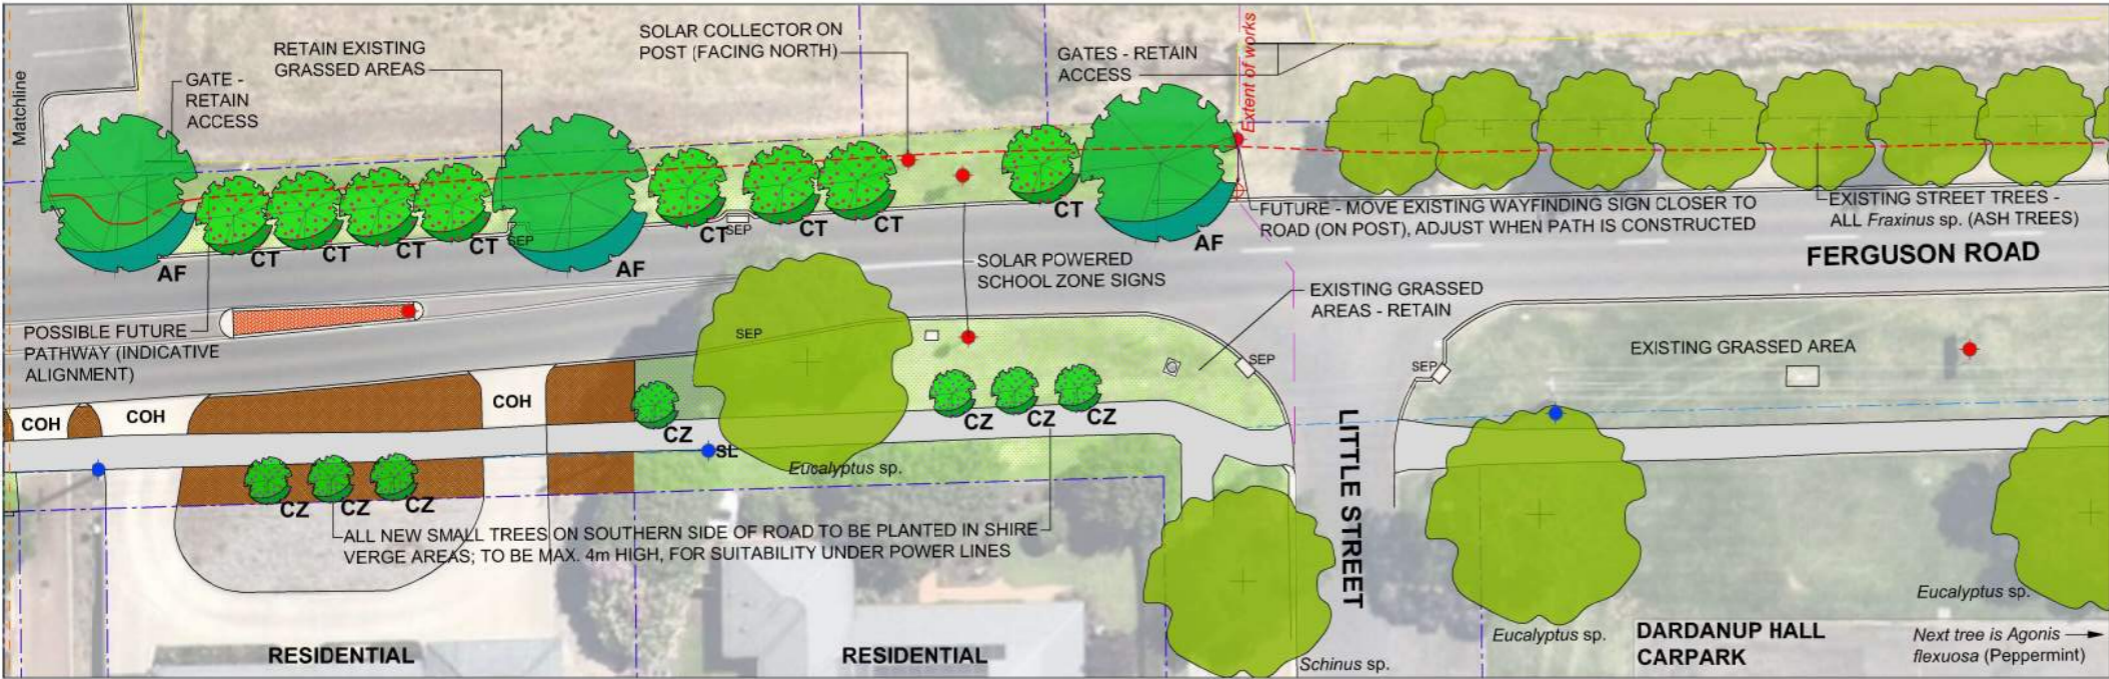 Matchline
GATE -
RETAIN
ACCESS
RETAIN EXISTING
GRASSED AREAS
SOLAR COLLECTOR ON
POST (FACING NORTH)
GATES - RETAIN
ACCESS
Extent of works
AF
CT
CT
CT
CT
SEP
AF
CT
SEP
CT
CT
CT
AF
FUTURE - MOVE EXISTING WAYFINDING SIGN CLOSER TO
ROAD (ON POST), ADJUST WHEN PATH IS CONSTRUCTED
EXISTING STREET TREES -
ALL Fraxinus sp. (ASH TREES)
FERGUSON ROAD
SOLAR POWERED
SCHOOL ZONE SIGNS
EXISTING GRASSED
AREAS - RETAIN
POSSIBLE FUTURE
PATHWAY (INDICATIVE
ALIGNMENT)
SEP
SEP
SEP
EXISTING GRASSED AREA
COH
COH
COH
CZ
CZ
CZ
CZ
SL
Eucalyptus sp.
CZ
CZ
CZ
ALL NEW SMALL TREES ON SOUTHERN SIDE OF ROAD TO BE PLANTED IN SHIRE
VERGE AREAS; TO BE MAX. 4m HIGH, FOR SUITABILITY UNDER POWER LINES
LITTLE STREET
RESIDENTIAL
RESIDENTIAL
Schinus sp.
Eucalyptus sp.
DARDANUP HALL
CARPARK
Eucalyptus sp.
Next tree is Agonis
flexuosa (Peppermint)